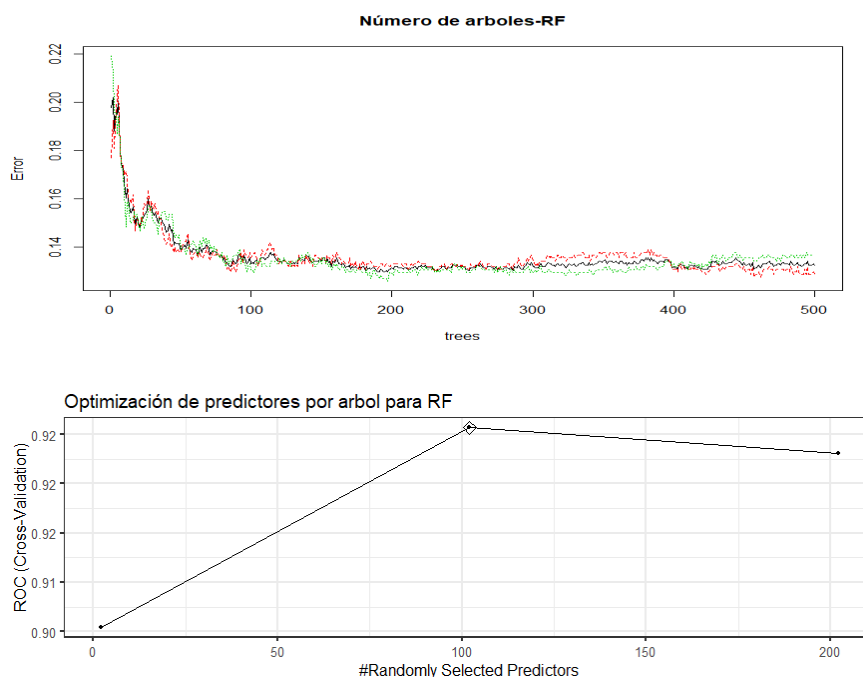 Número de arboles-RF
0.22
0.20
0.18
0.16
0.14
Error
0 100 200 300 400 500
trees
Optimización de predictores por arbol para RF
0.92
0.92
0.92
0.91
0.90
ROC (Cross-Validation)
0 50 100 150 200
#Randomly Selected Predictors